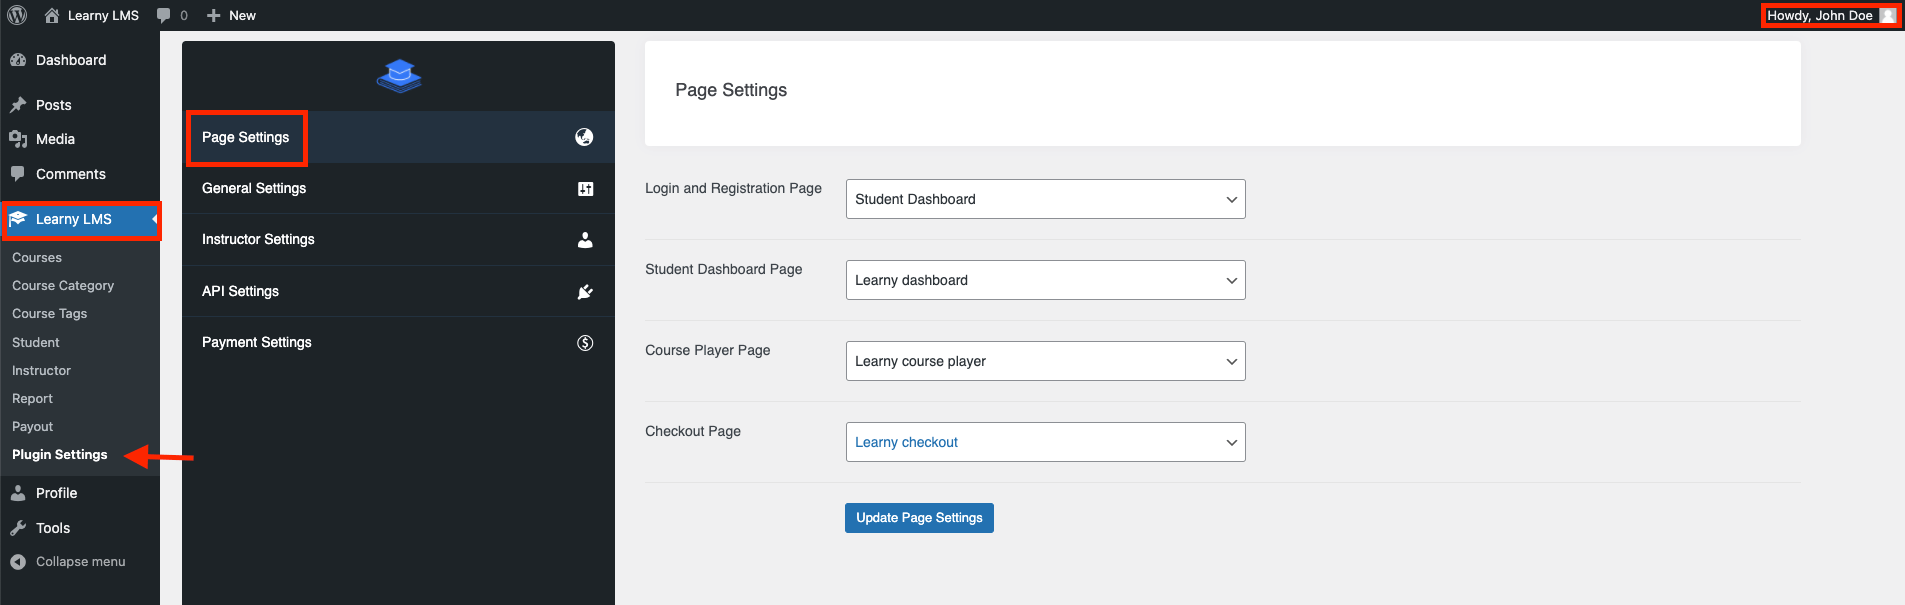 Learny LMS 0 New Howdy, John Doe
Dashboard
Posts
Media
Comments
Learny LMS
Courses
Course Category
Course Tags
Student
Instructor
Report
Payout
Plugin Settings
Profile
Tools
Collapse menu
Page Settings
General Settings
Instructor Settings
API Settings
Payment Settings
Page Settings
Login and Registration Page Student Dashboard
Student Dashboard Page Learny dashboard
Course Player Page Learny course player
Checkout Page Learny checkout
Update Page Settings